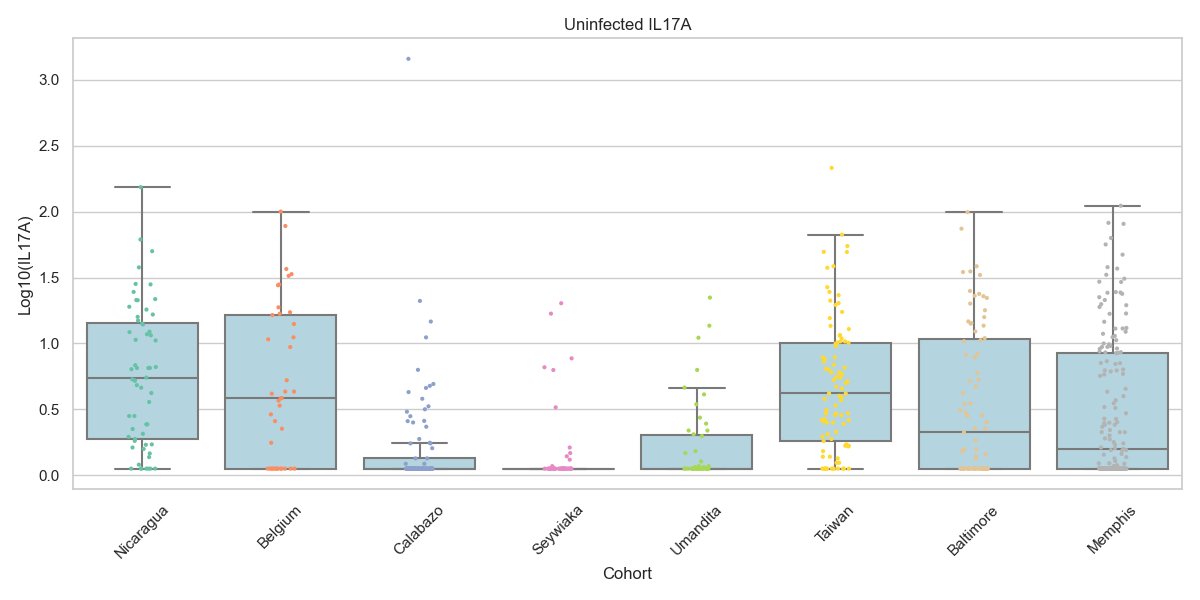 Uninfected IL17A
Log10(IL17A)
3.0
2.5
2.0
1.5
1.0
0.5
0.0
Nicaragua
Belgium
Calabazo
Seywiaka
Umandita
Taiwan
Baltimore
Memphis
Cohort